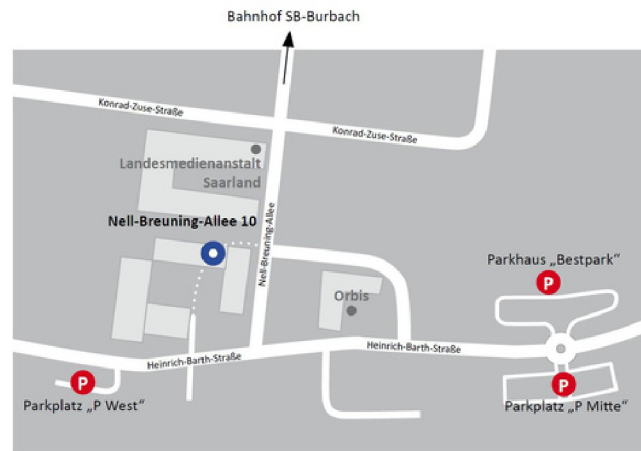 Bahnhof SB-Burbach
Konrad-Zuse-Straße
Konrad-Zuse-Straße
Landesmedienanstalt
Saarland
Nell-Breuning-Allee 10
Nell-Breuning-Allee
Parkhaus „Bestpark“
P
Orbis
Heinrich-Barth-Straße
Heinrich-Barth-Straße
P
Parkplatz „P West“
P
Parkplatz „P Mitte“